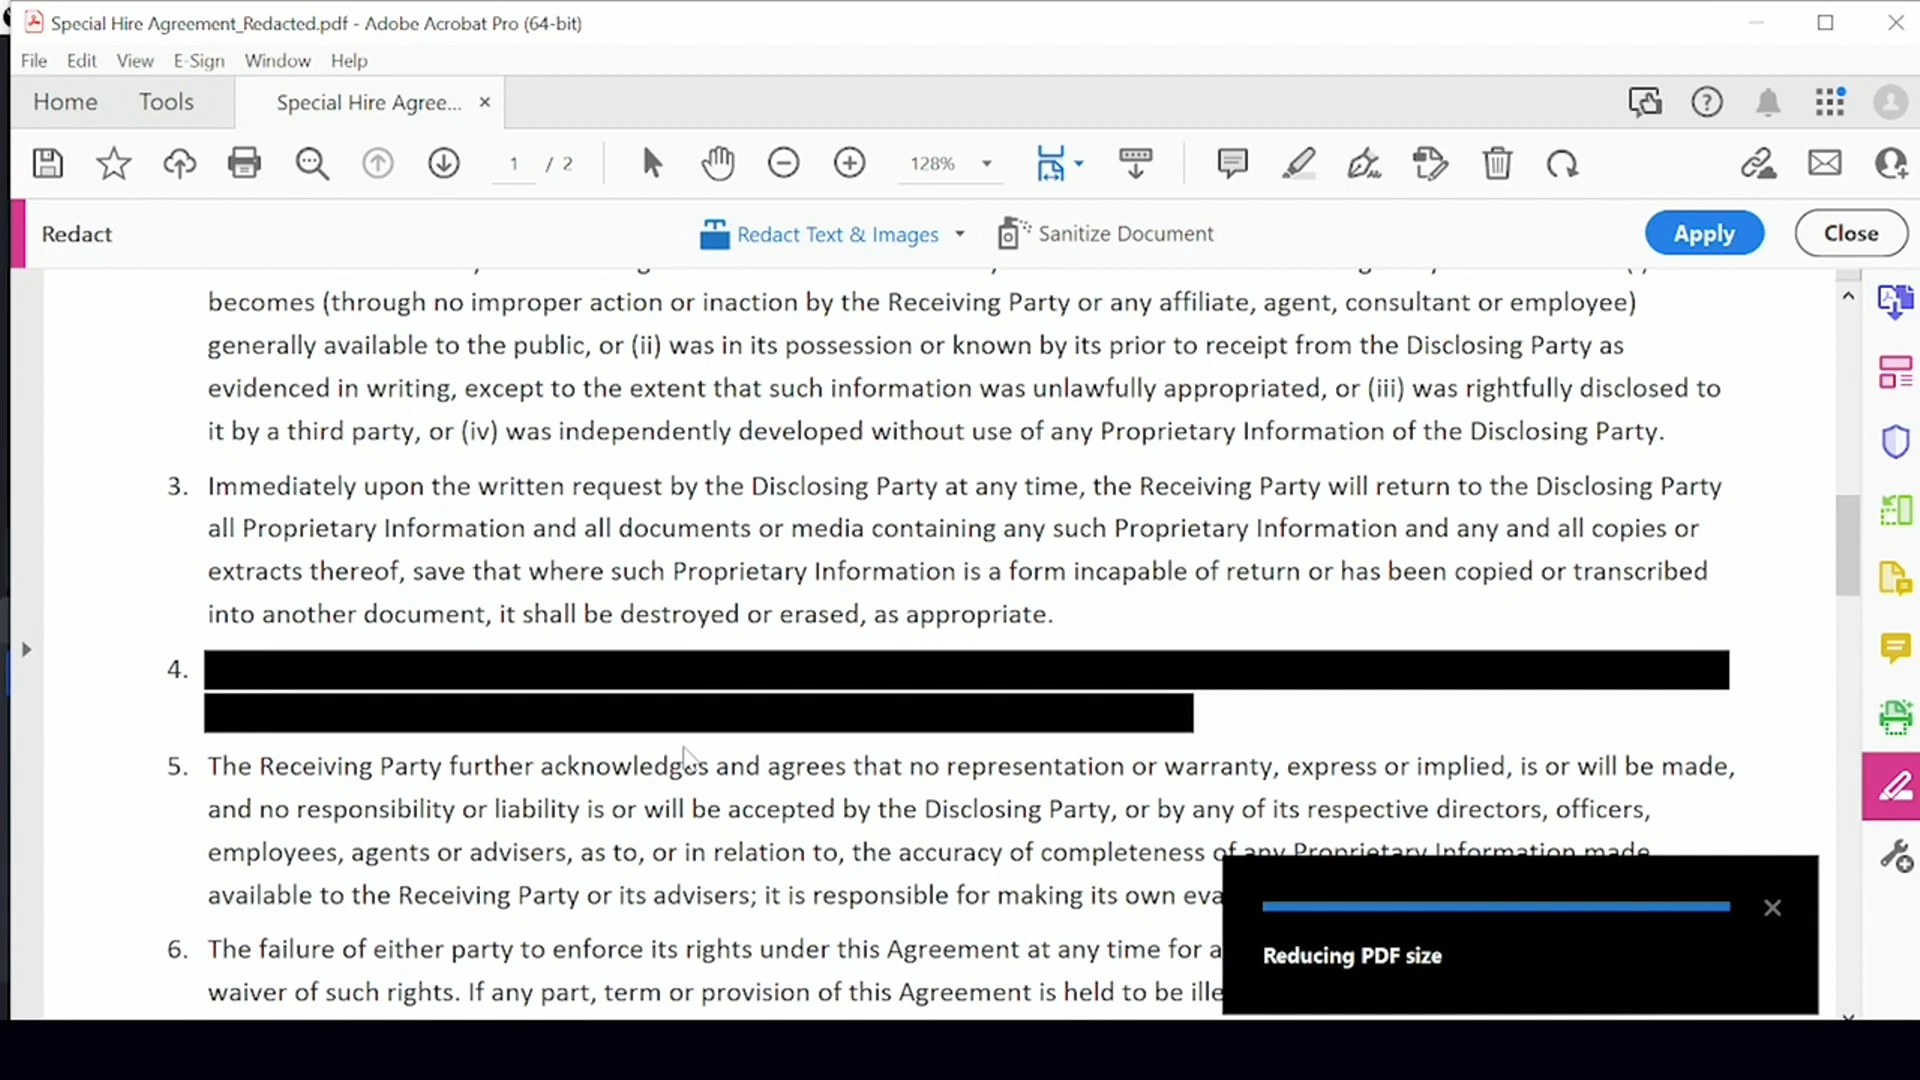 Special Hire Agreement_Redacted.pdf - Adobe Acrobat Pro (64-bit)
File Edit View E-Sign Window Help
Home Tools Special Hire Agree...
1 / 2 128%
Redact Redact Text & Images Sanitize Document Apply Close
becomes (through no improper action or inaction by the Receiving Party or any affiliate, agent, consultant or employee)
generally available to the public, or (ii) was in its possession or known by its prior to receipt from the Disclosing Party as
evidenced in writing, except to the extent that such information was unlawfully appropriated, or (iii) was rightfully disclosed to
it by a third party, or (iv) was independently developed without use of any Proprietary Information of the Disclosing Party.
3. Immediately upon the written request by the Disclosing Party at any time, the Receiving Party will return to the Disclosing Party
all Proprietary Information and all documents or media containing any such Proprietary Information and any and all copies or
extracts thereof, save that where such Proprietary Information is a form incapable of return or has been copied or transcribed
into another document, it shall be destroyed or erased, as appropriate.
4.
5. The Receiving Party further acknowledges and agrees that no representation or warranty, express or implied, is or will be made,
and no responsibility or liability is or will be accepted by the Disclosing Party, or by any of its respective directors, officers,
employees, agents or advisers, as to, or in relation to, the accuracy of completeness of any Proprietary Information made
available to the Receiving Party or its advisers; it is responsible for making its own eva
6. The failure of either party to enforce its rights under this Agreement at any time for a
waiver of such rights. If any part, term or provision of this Agreement is held to be ille
Reducing PDF size